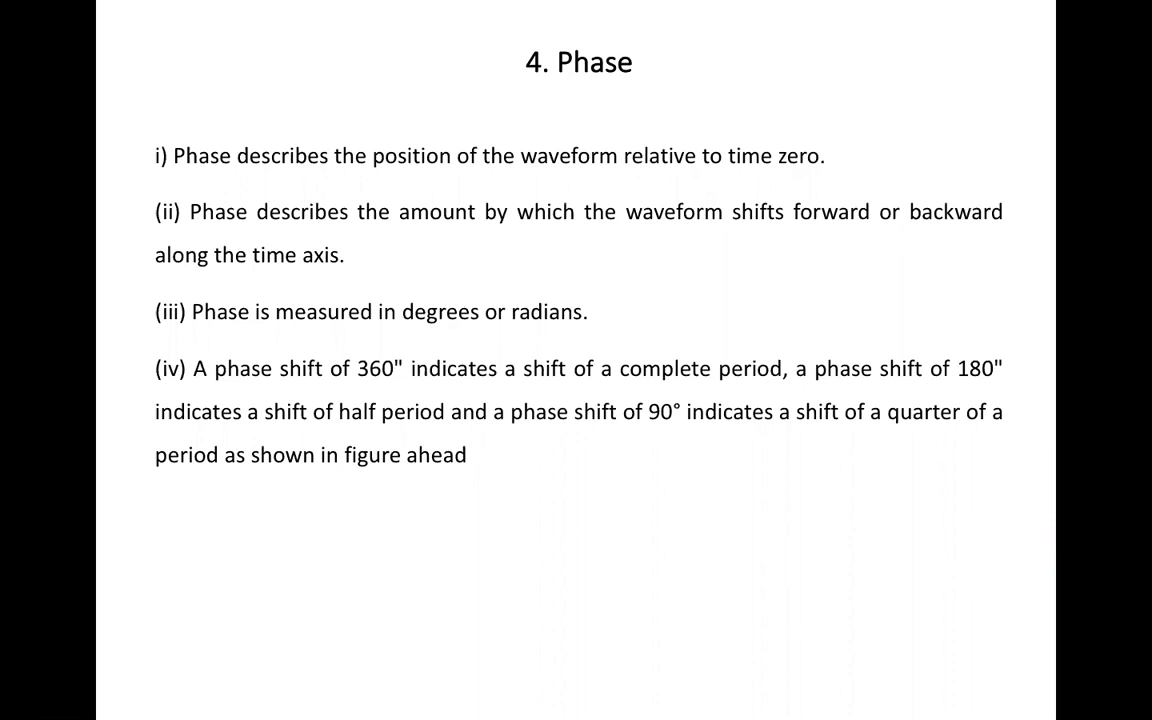 4. Phase
i) Phase describes the position of the waveform relative to time zero.
(ii) Phase describes the amount by which the waveform shifts forward or backward
along the time axis.
(iii) Phase is measured in degrees or radians.
(iv) A phase shift of 360" indicates a shift of a complete period, a phase shift of 180"
indicates a shift of half period and a phase shift of 90° indicates a shift of a quarter of a
period as shown in figure ahead